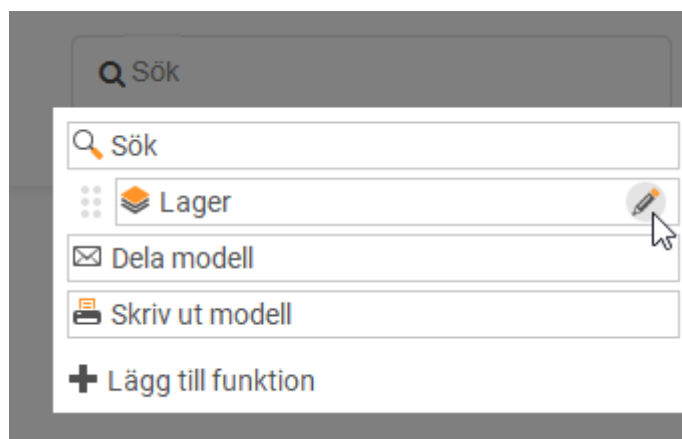 Sök
Sök
Lager
Dela modell
Skriv ut modell
Lägg till funktion